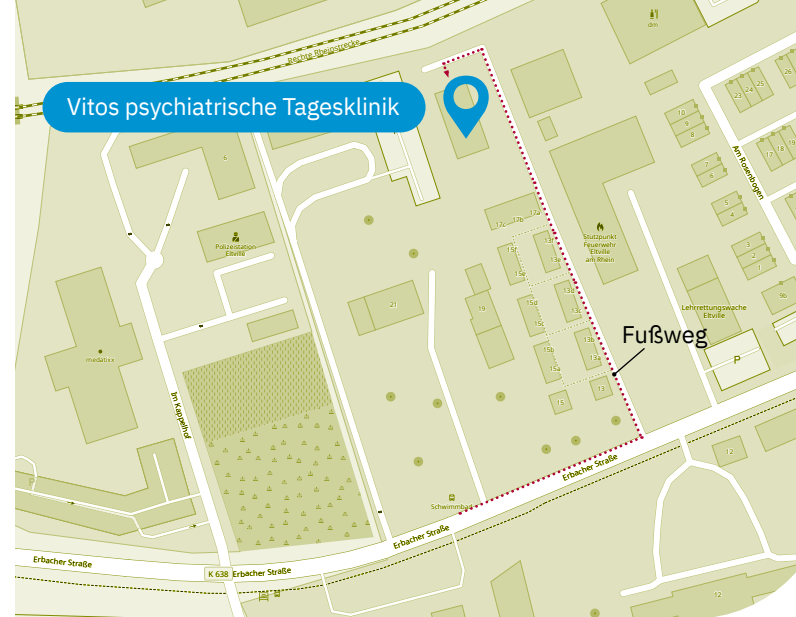 dm
Rechte Rheinstrecke
Vitos psychiatrische Tagesklinik
26
25
24
23
10
9
8
19
18
17
Am Rosenbogen
7
6
5
4
3
2
1
9b
6
Polizeistation
Eltville
17a
17b
17c
Stützpunkt
Feuerwehr
Eltville
am Rhein
13f
13e
15f
15e
13d
13c
15d
15c
13b
13a
15b
15a
13
15
19
21
Lehrrettungswache
Eltville
Fußweg
P
medatixx
Im Kappelhof
P
Schwimmbad
12
Erbacher Straße
Erbacher Straße
Erbacher Straße
K 638
Erbacher Straße
12